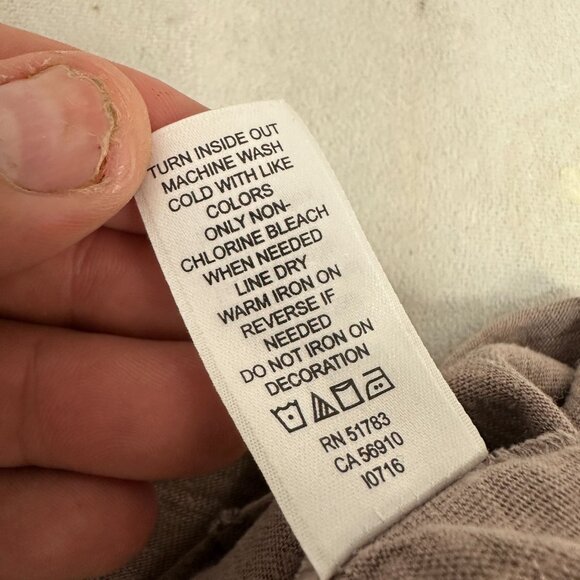 TURN INSIDE OUT
MACHINE WASH
COLD WITH LIKE
COLORS
ONLY NON-
CHLORINE BLEACH
WHEN NEEDED
LINE DRY
WARM IRON ON
REVERSE IF
NEEDED
DO NOT IRON ON
DECORATION
RN 51783
CA 56910
I0716